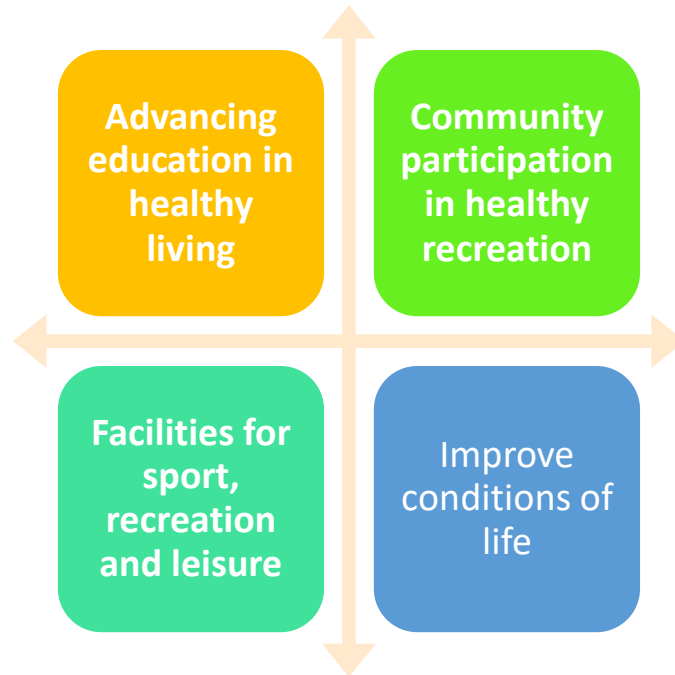 Advancing
education in
healthy
living
Community
participation
in healthy
recreation
Facilities for
sport,
recreation
and leisure
Improve
conditions of
life